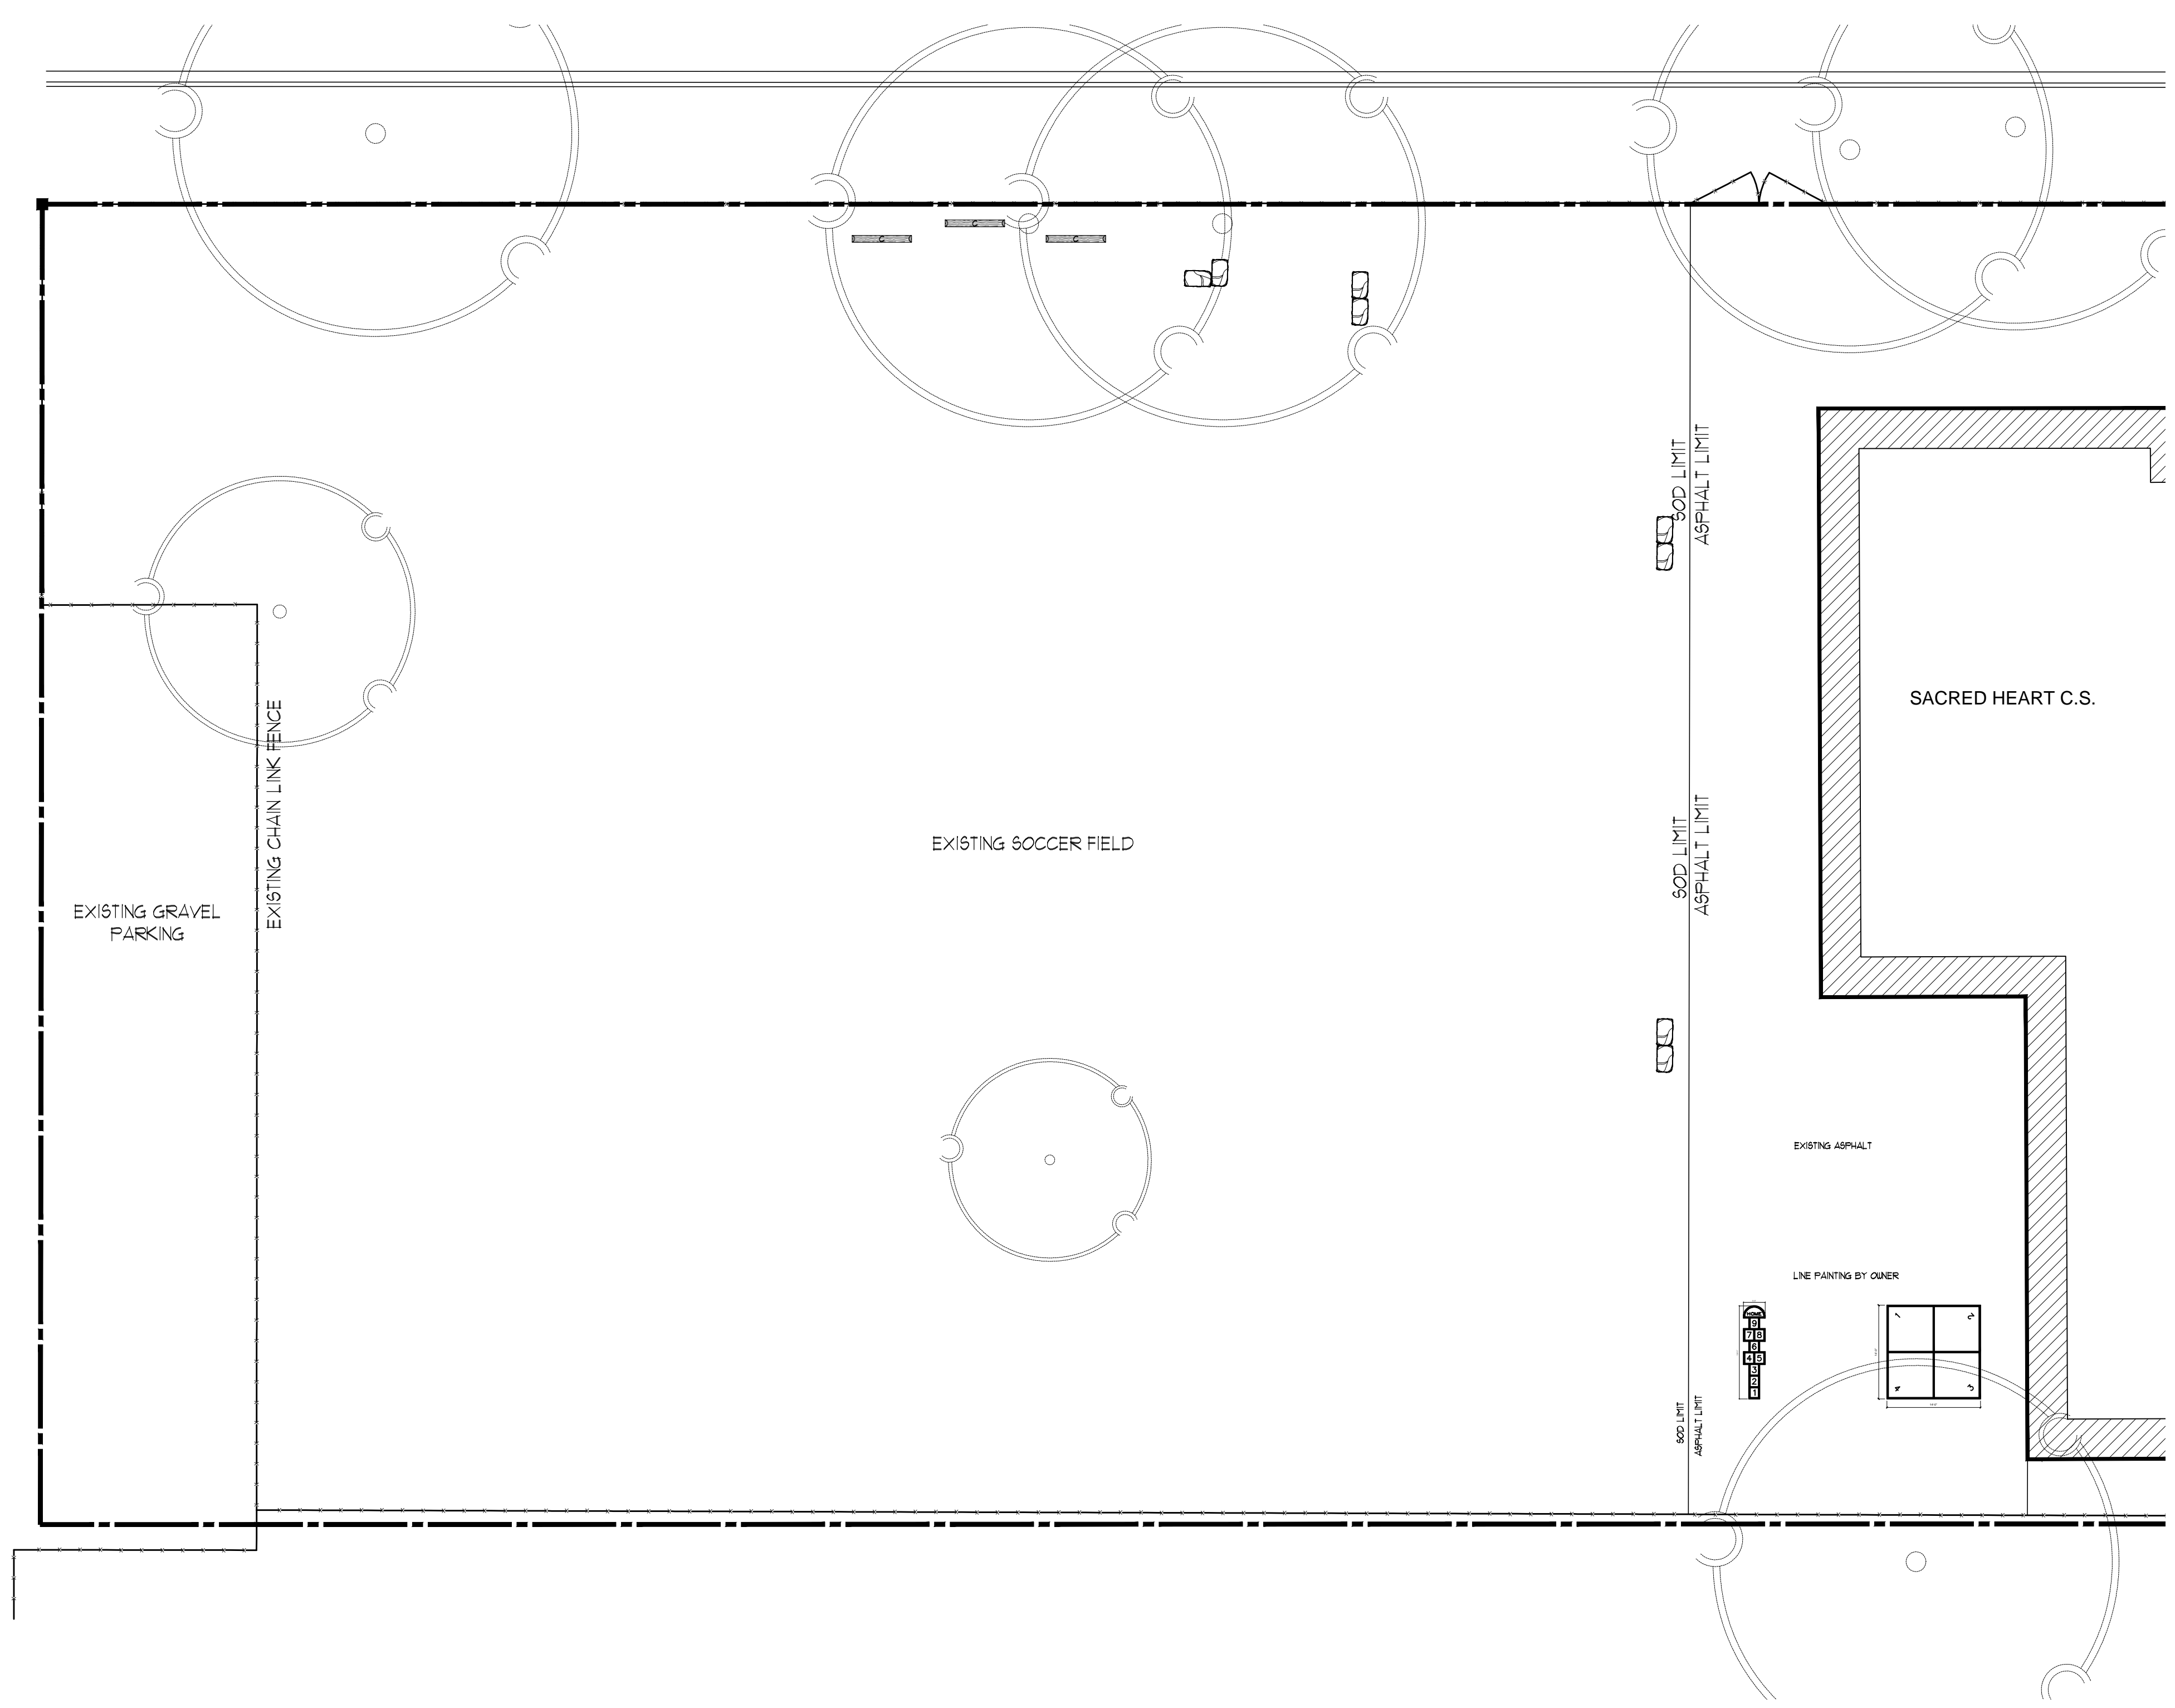 SOD LIMIT
ASPHALT LIMIT
SACRED HEART C.S.
EXISTING CHAIN LINK FENCE
EXISTING SOCCER FIELD
SOD LIMIT
ASPHALT LIMIT
EXISTING GRAVEL
PARKING
EXISTING ASPHALT
LINE PAINTING BY OWNER
HOME
9
7 8
6
4 5
3
2
1
1 2
4 3
SOD LIMIT
ASPHALT LIMIT